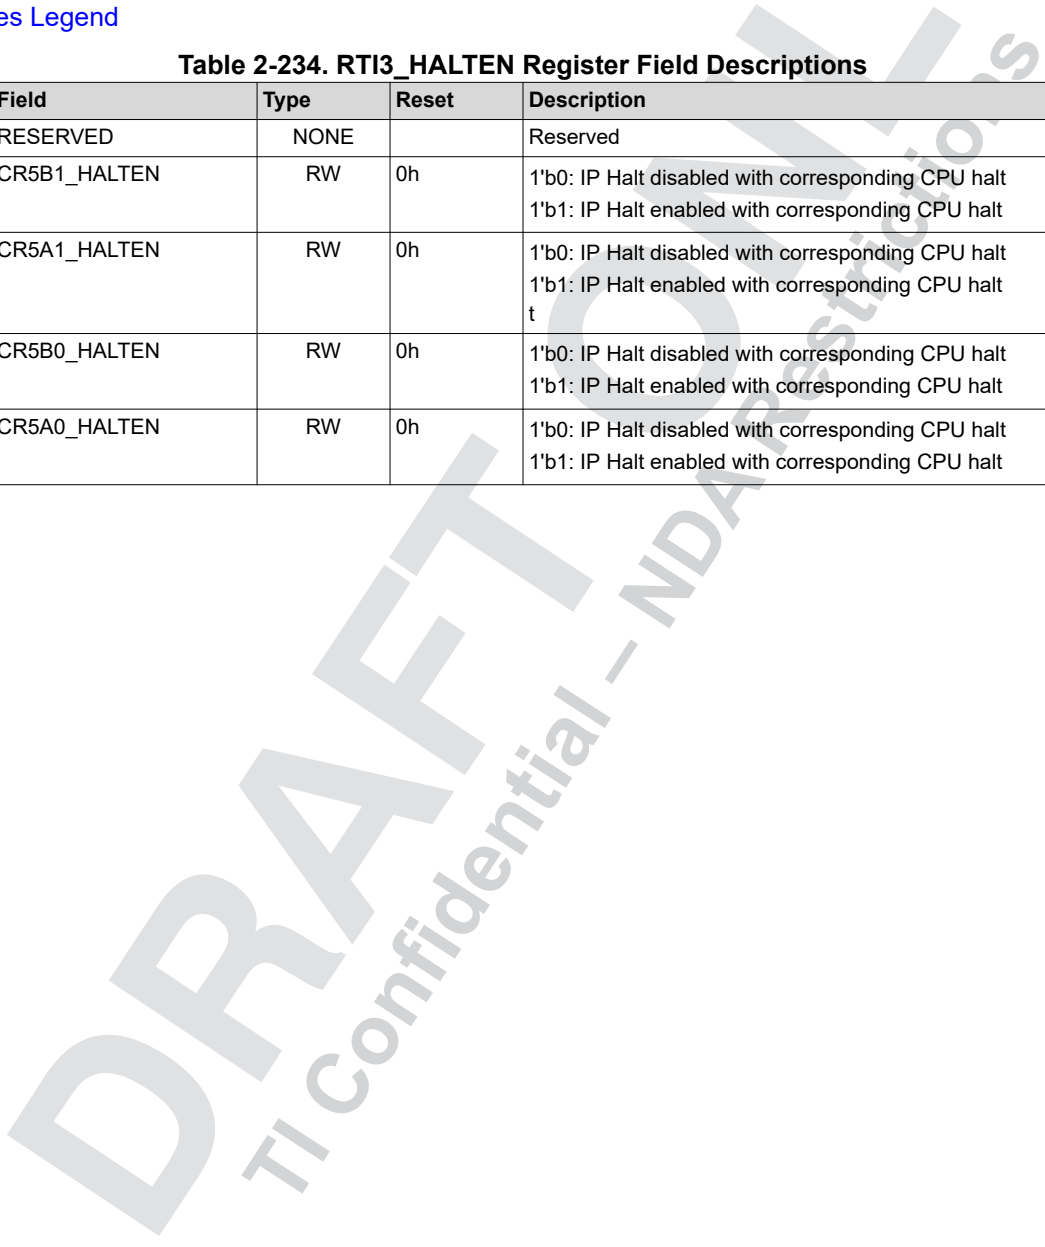 es Legend
Table 2-234. RTI3_HALTEN Register Field Descriptions
Field Type Reset Description
RESERVED NONE Reserved
CR5B1_HALTEN RW 0h 1'b0: IP Halt disabled with corresponding CPU halt
1'b1: IP Halt enabled with corresponding CPU halt
CR5A1_HALTEN RW 0h 1'b0: IP Halt disabled with corresponding CPU halt
1'b1: IP Halt enabled with corresponding CPU halt
t
CR5B0_HALTEN RW 0h 1'b0: IP Halt disabled with corresponding CPU halt
1'b1: IP Halt enabled with corresponding CPU halt
CR5A0_HALTEN RW 0h 1'b0: IP Halt disabled with corresponding CPU halt
1'b1: IP Halt enabled with corresponding CPU halt
DRAFT ON
TI Confidential – NDA Restrictions